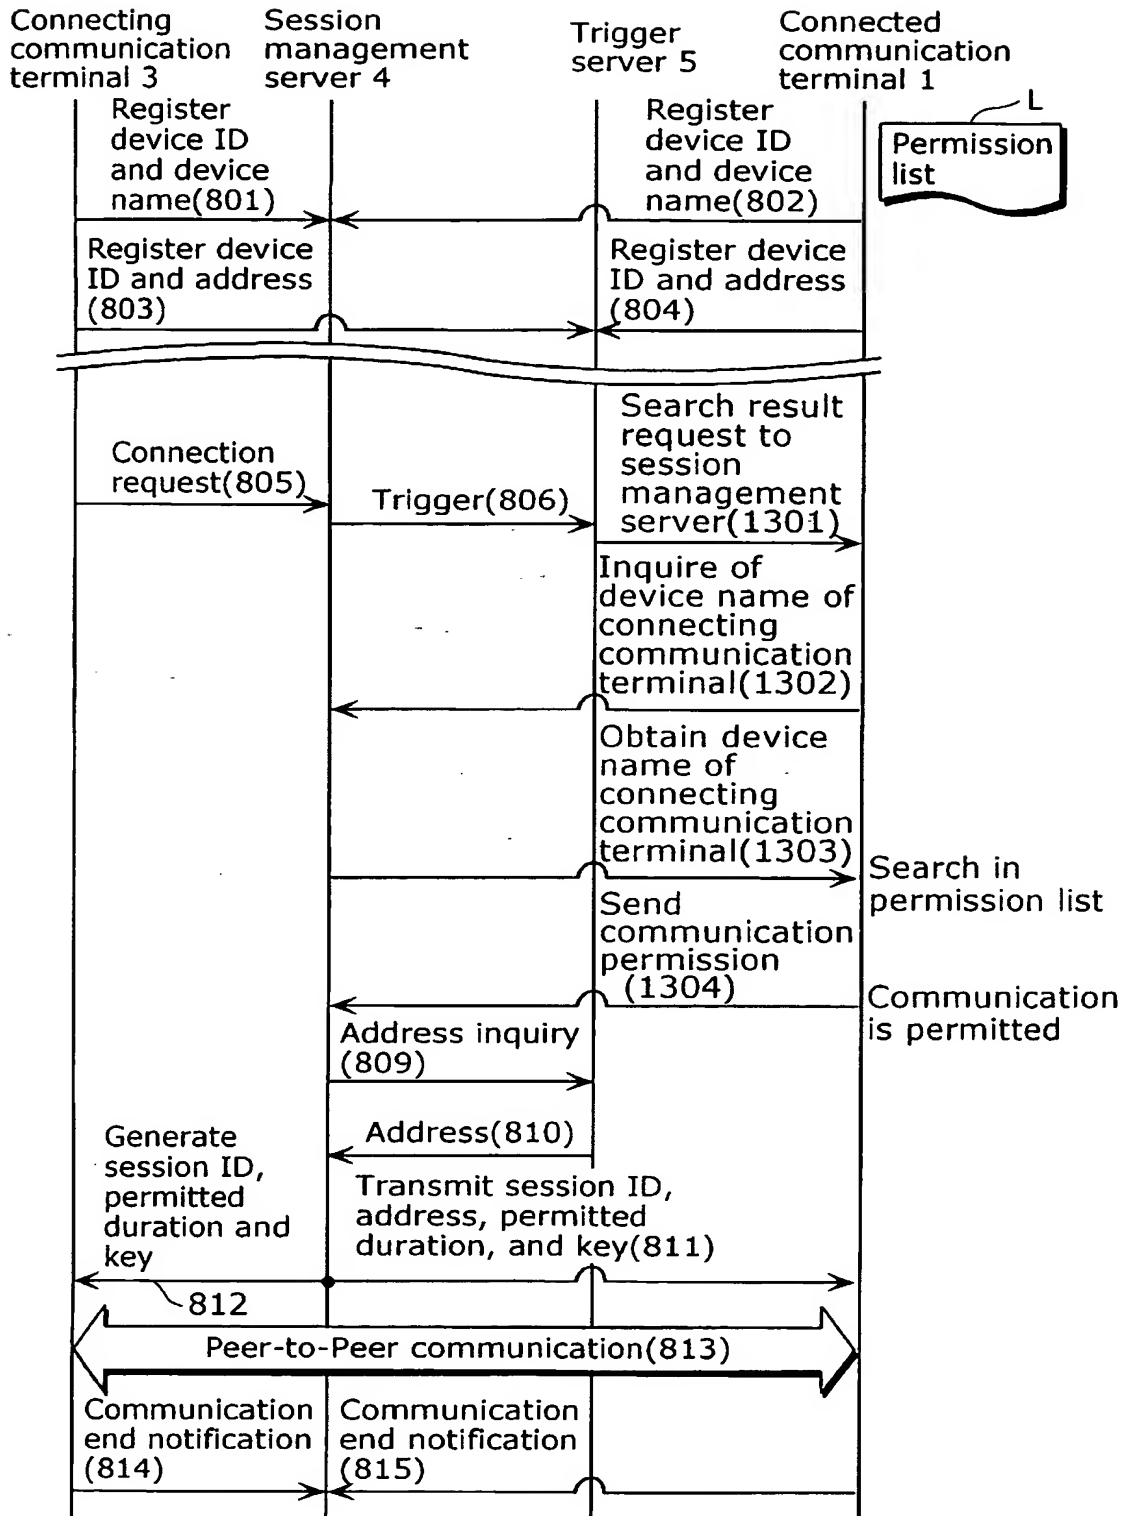 Connecting
communication
terminal 3
Session
management
server 4
Trigger
server 5
Connected
communication
terminal 1
L
Permission
list
Register
device ID
and device
name(801)
Register
device ID
and device
name(802)
Register device
ID and address
(803)
Register device
ID and address
(804)
Connection
request(805)
Trigger(806)
Search result
request to
session
management
server(1301)
Inquire of
device name of
connecting
communication
terminal(1302)
Obtain device
name of
connecting
communication
terminal(1303)
Search in
permission list
Send
communication
permission
(1304)
Communication
is permitted
Address inquiry
(809)
Address(810)
Generate
session ID,
permitted
duration and
key
Transmit session ID,
address, permitted
duration, and key(811)
812
Peer-to-Peer communication(813)
Communication
end notification
(814)
Communication
end notification
(815)